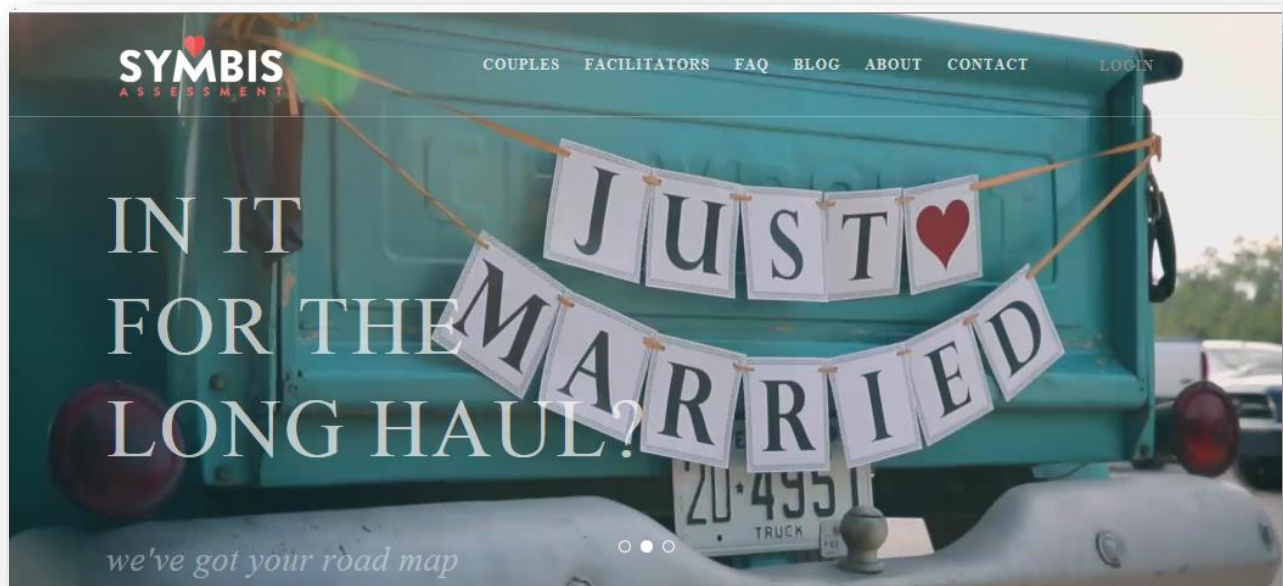 SYMBIS
ASSESSMENT
COUPLES FACILITATORS FAQ BLOG ABOUT CONTACT LOGIN
JUST
MARRIED
IN IT
FOR THE
LONG HAUL?
20·495
TRUCK
we've got your road map